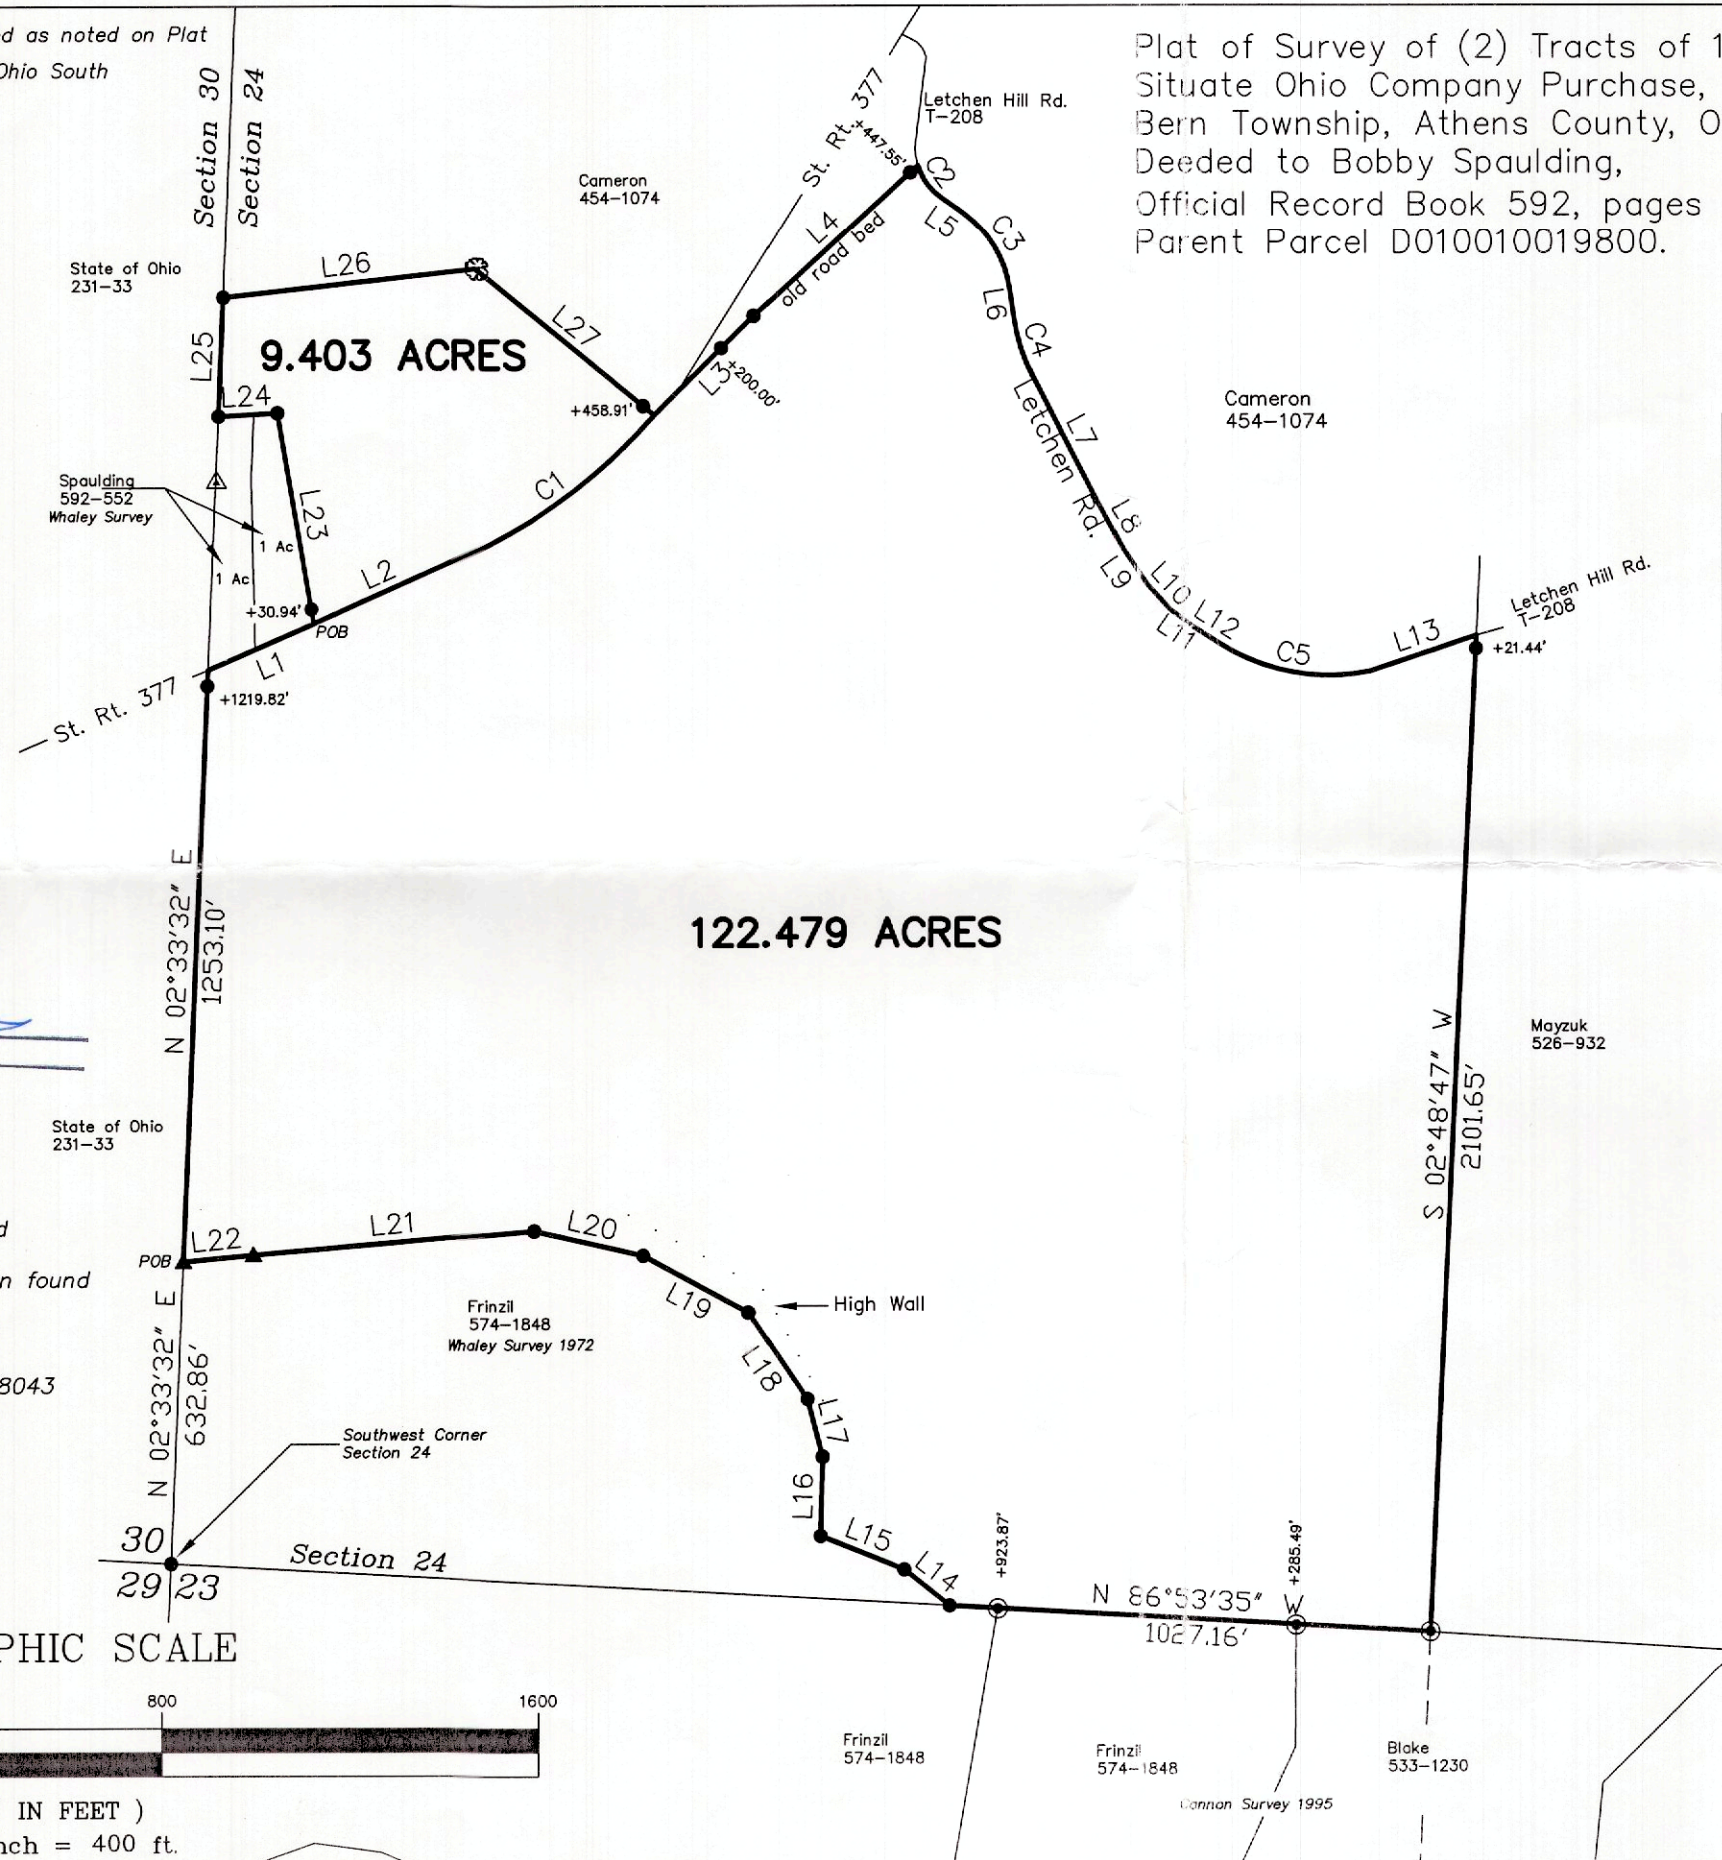 d as noted on Plat
Ohio South
Section 30
Section 24
Plat of Survey of (2) Tracts of 1
Situate Ohio Company Purchase,
Bern Township, Athens County, O
Deeded to Bobby Spaulding,
Official Record Book 592, pages
Parent Parcel D010010019800.
Letchen Hill Rd.
T-208
St. Rt. 377
+447.55'
Cameron
454-1074
C2
L5
C3
L4
old road bed
State of Ohio
231-33
L26
L27
L25
9.403 ACRES
L6
C4
L3
+200.00'
L24
+458.91'
Letchen Rd.
L7
Cameron
454-1074
Spaulding
592-552
Whaley Survey
L23
C1
1 Ac
1 Ac
L2
+30.94'
POB
L1
L8
L9
L10
L11
L12
C5
L13
Letchen Hill Rd.
T-208
+21.44'
St. Rt. 377
+1219.82'
N 02°33'32" E
1253.10'
122.479 ACRES
S 02°48'47" W
2101.65'
Mayzuk
526-932
State of Ohio
231-33
d
n found
8043
POB
L22
L21
L20
L19
High Wall
L18
L17
L16
L15
L14
Frinzil
574-1848
Whaley Survey 1972
N 02°33'32" E
632.86'
Southwest Corner
Section 24
30
29 23
Section 24
+923.87'
N 86°53'35" W
1027.16'
+285.49'
PHIC SCALE
800
1600
IN FEET )
nch = 400 ft.
Frinzil
574-1848
Frinzil
574-1848
Cannon Survey 1995
Blake
533-1230